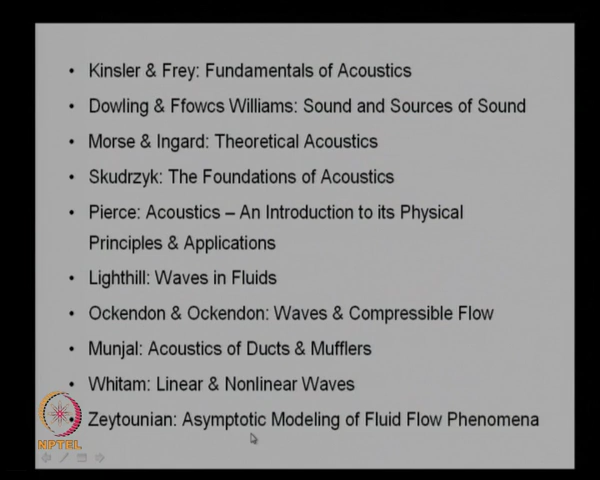 • Kinsler & Frey: Fundamentals of Acoustics
• Dowling & Ffowcs Williams: Sound and Sources of Sound
• Morse & Ingard: Theoretical Acoustics
• Skudrzyk: The Foundations of Acoustics
• Pierce: Acoustics – An Introduction to its Physical
Principles & Applications
• Lighthill: Waves in Fluids
• Ockendon & Ockendon: Waves & Compressible Flow
• Munjal: Acoustics of Ducts & Mufflers
• Whitam: Linear & Nonlinear Waves
• Zeytounian: Asymptotic Modeling of Fluid Flow Phenomena
NPTEL